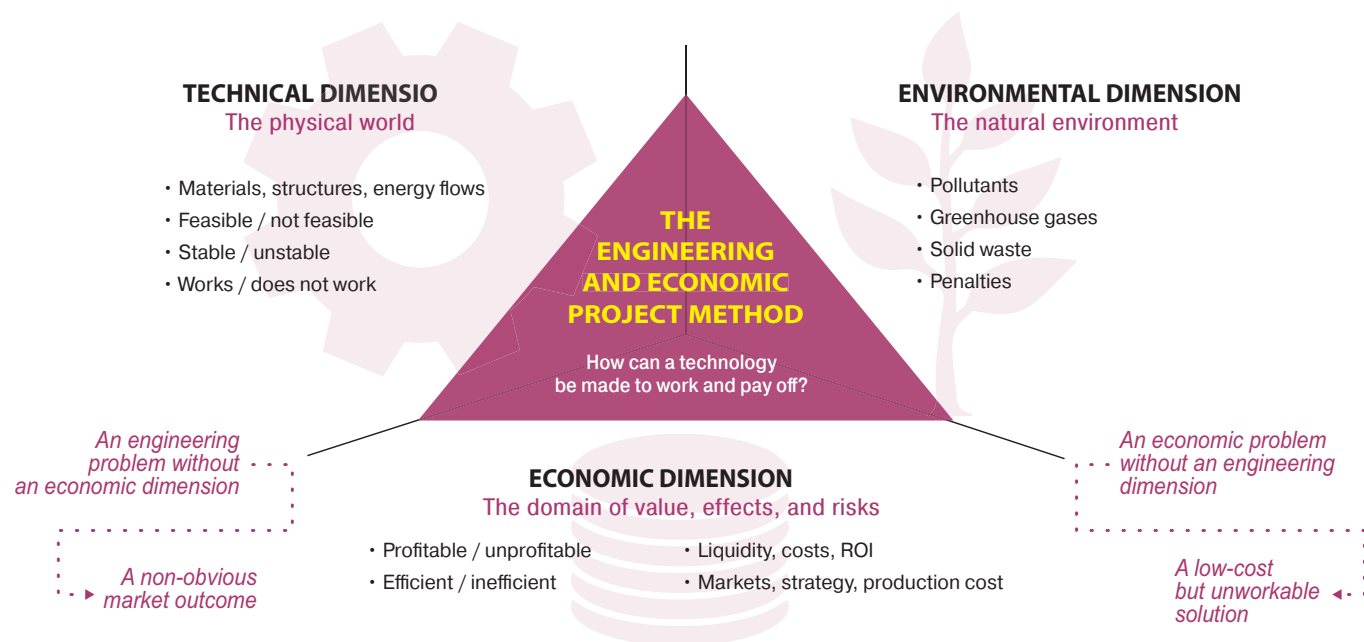 TECHNICAL DIMENSIO
The physical world
• Materials, structures, energy flows
• Feasible / not feasible
• Stable / unstable
• Works / does not work
ENVIRONMENTAL DIMENSION
The natural environment
• Pollutants
• Greenhouse gases
• Solid waste
• Penalties
THE
ENGINEERING
AND ECONOMIC
PROJECT METHOD
How can a technology
be made to work and pay off?
An engineering
problem without
an economic dimension
A non-obvious
market outcome
ECONOMIC DIMENSION
The domain of value, effects, and risks
• Profitable / unprofitable
• Efficient / inefficient
• Liquidity, costs, ROI
• Markets, strategy, production cost
An economic problem
without an engineering
dimension
A low-cost
but unworkable
solution